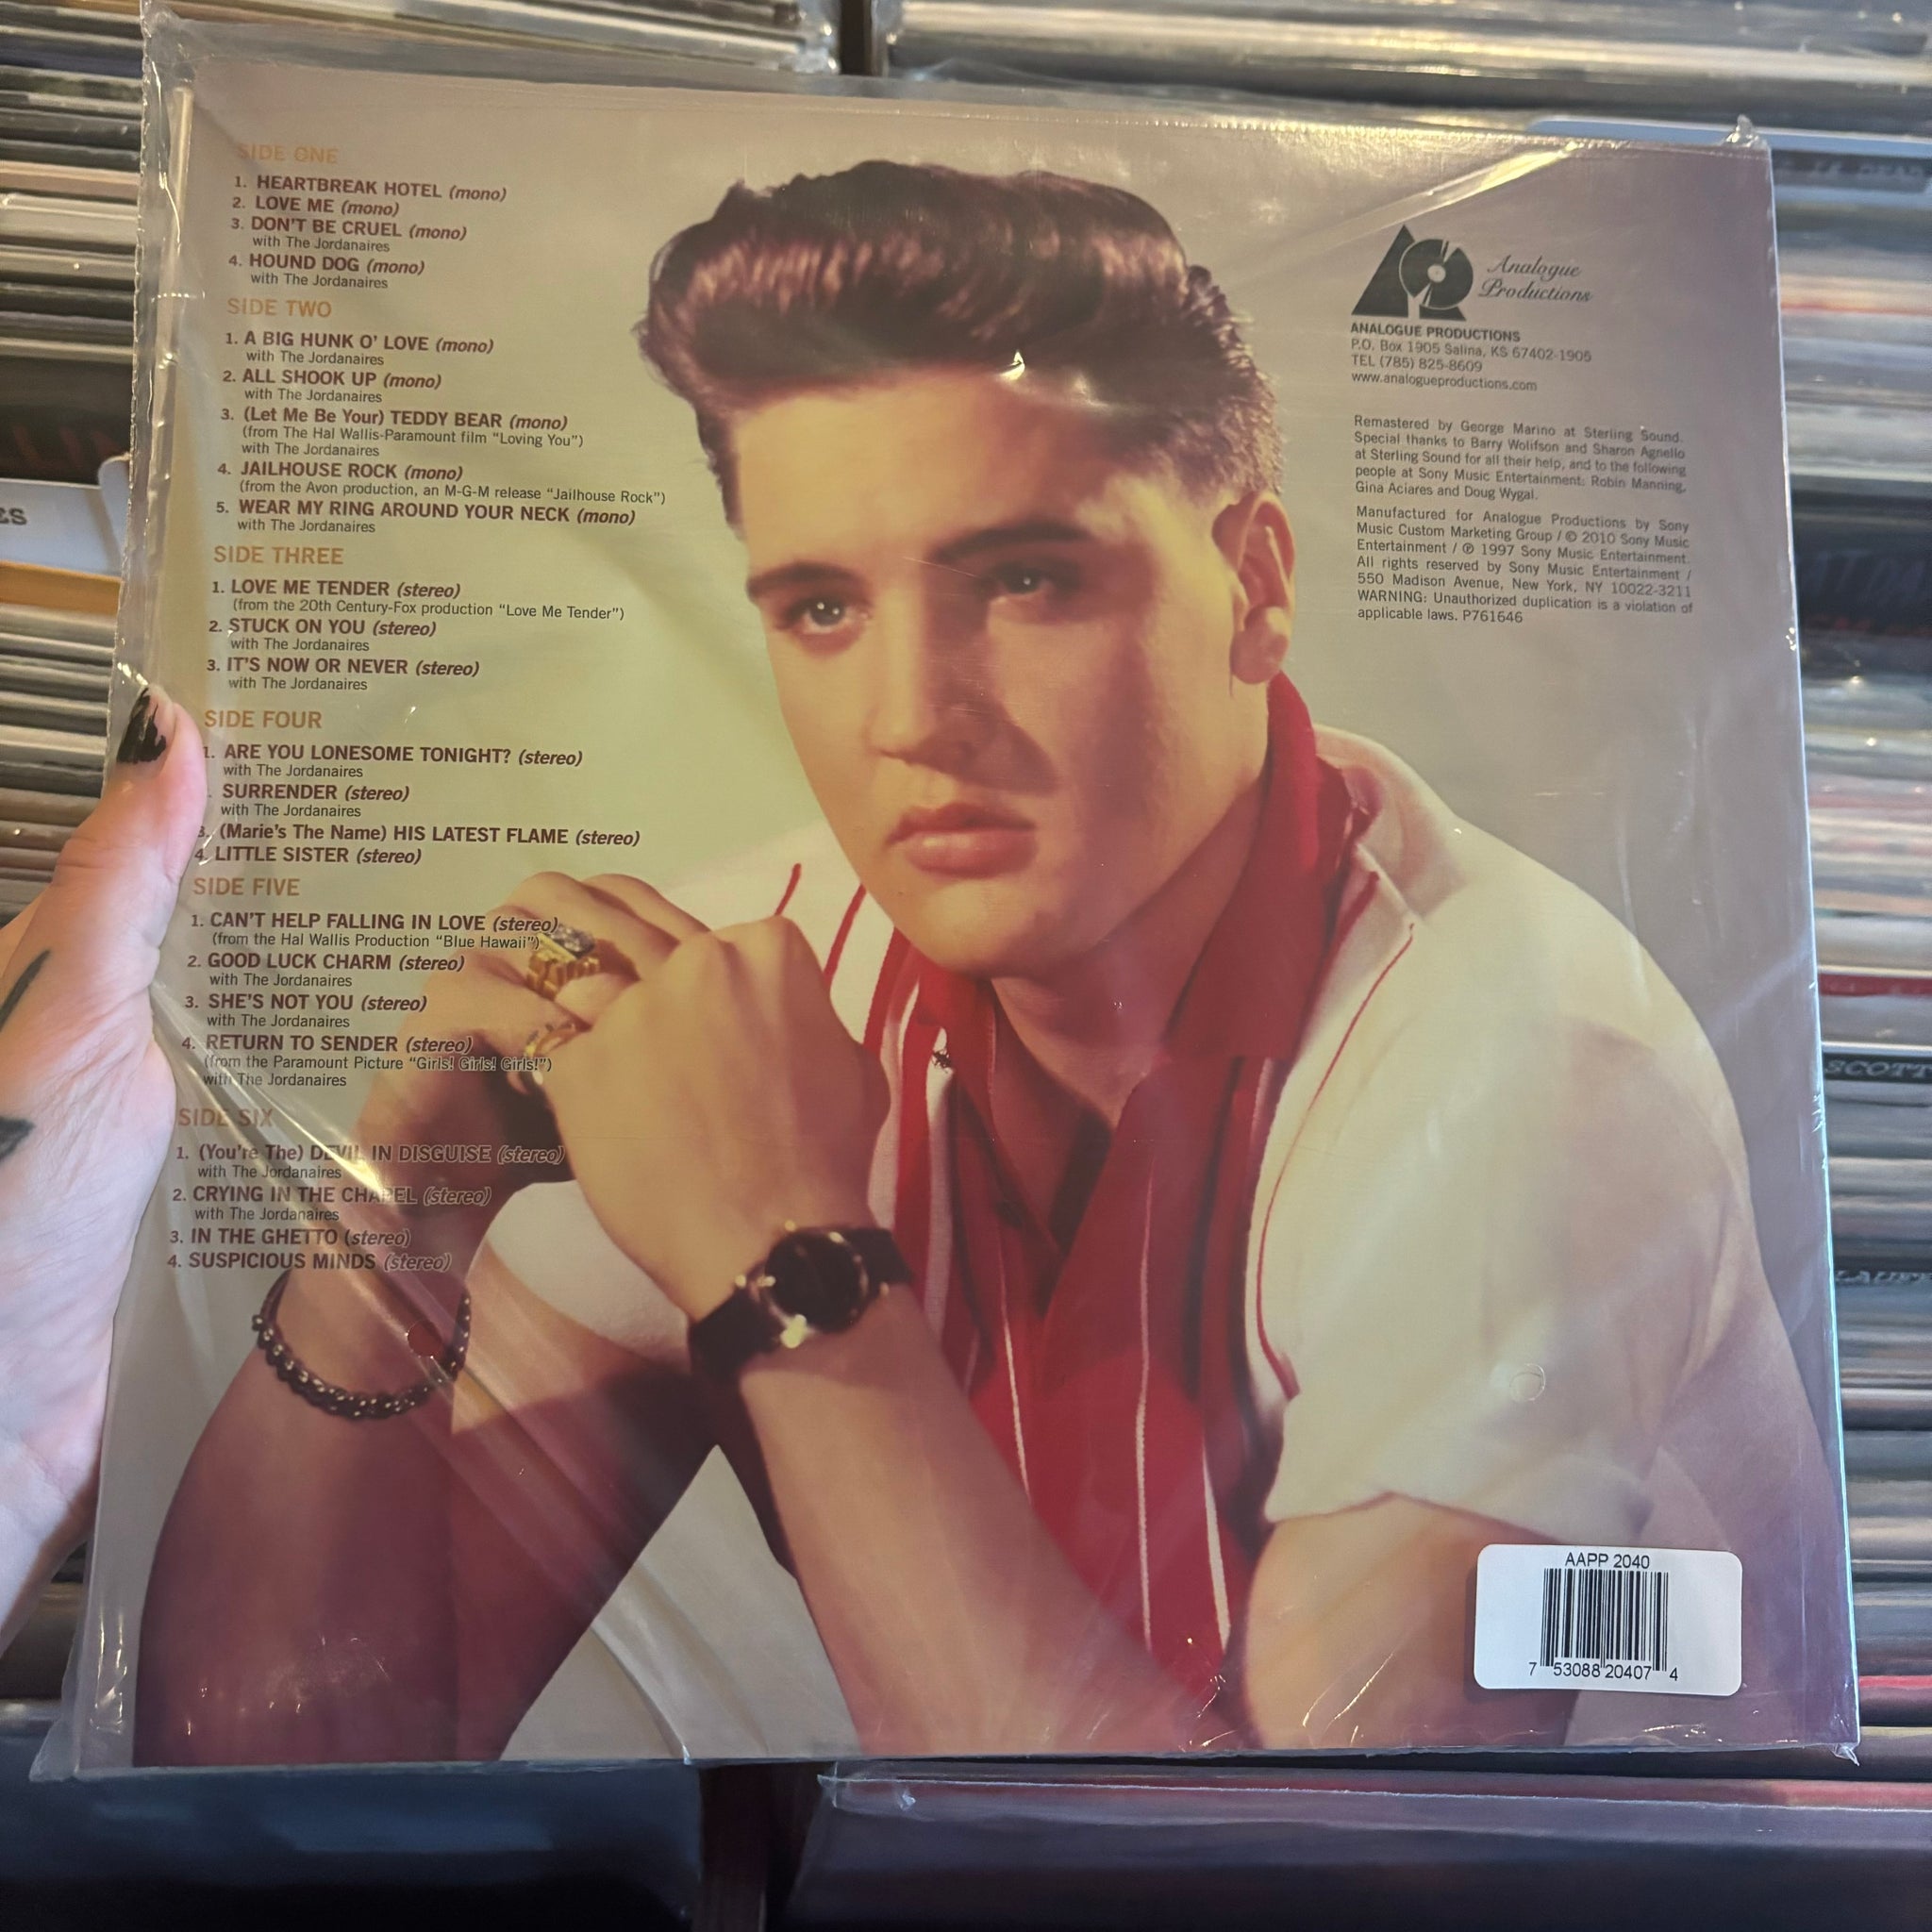 SIDE ONE
1. HEARTBREAK HOTEL (mono)
2. LOVE ME (mono)
3. DON'T BE CRUEL (mono)
with The Jordanaires
4. HOUND DOG (mono)
with The Jordanaires
SIDE TWO
1. A BIG HUNK O' LOVE (mono)
with The Jordanaires
2. ALL SHOOK UP (mono)
with The Jordanaires
3. (Let Me Be Your) TEDDY BEAR (mono)
(from The Hal Wallis-Paramount film "Loving You")
with The Jordanaires
4. JAILHOUSE ROCK (mono)
(from the Avon production, an M-G-M release "Jailhouse Rock")
5. WEAR MY RING AROUND YOUR NECK (mono)
with The Jordanaires
SIDE THREE
1. LOVE ME TENDER (stereo)
(from the 20th Century-Fox production "Love Me Tender")
2. STUCK ON YOU (stereo)
with The Jordanaires
3. IT'S NOW OR NEVER (stereo)
with The Jordanaires
SIDE FOUR
1. ARE YOU LONESOME TONIGHT? (stereo)
with The Jordanaires
SURRENDER (stereo)
with The Jordanaires
3. (Marie's The Name) HIS LATEST FLAME (stereo)
4. LITTLE SISTER (stereo)
SIDE FIVE
1. CAN'T HELP FALLING IN LOVE (stereo)
(from the Hal Wallis Production "Blue Hawaii")
2. GOOD LUCK CHARM (stereo)
with The Jordanaires
3. SHE'S NOT YOU (stereo)
with The Jordanaires
4. RETURN TO SENDER (stereo)
(from the Paramount Picture "Girls! Girls! Girls!")
with The Jordanaires
SIDE SIX
1. (You're The) DEVIL IN DISGUISE (stereo)
with The Jordanaires
2. CRYING IN THE CHAPEL (stereo)
with The Jordanaires
3. IN THE GHETTO (stereo)
4. SUSPICIOUS MINDS (stereo)
Analogue
Productions
ANALOGUE PRODUCTIONS
P.O. Box 1905 Salina, KS 67402-1905
TEL (785) 825-8609
www.analogueproductions.com
Remastered by George Marino at Sterling Sound.
Special thanks to Barry Wolifson and Sharon Agnello
at Sterling Sound for all their help, and to the following
people at Sony Music Entertainment: Robin Manning,
Gina Aciares and Doug Wygal.
Manufactured for Analogue Productions by Sony
Music Custom Marketing Group / © 2010 Sony Music
Entertainment / ℗ 1997 Sony Music Entertainment.
All rights reserved by Sony Music Entertainment /
550 Madison Avenue, New York, NY 10022-3211
WARNING: Unauthorized duplication is a violation of
applicable laws. P761646
AAPP 2040
7 53088 20407 4
SCOTT